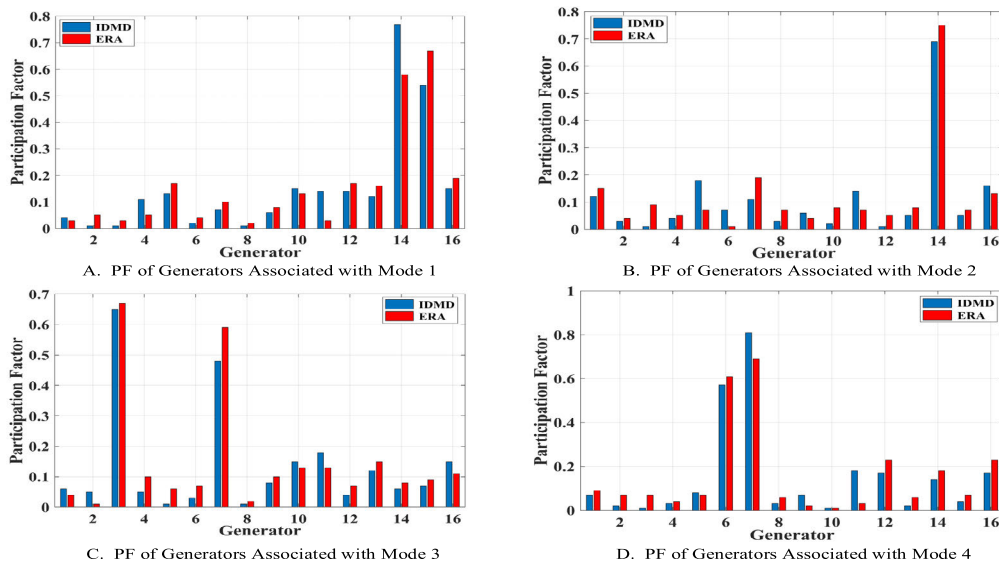 0.8
0.7
0.6
0.5
0.4
0.3
0.2
0.1
0
Participation Factor
IDMD
ERA
2 4 6 8 10 12 14 16
Generator
A. PF of Generators Associated with Mode 1
0.8
0.7
0.6
0.5
0.4
0.3
0.2
0.1
0
Participation Factor
IDMD
ERA
2 4 6 8 10 12 14 16
Generator
B. PF of Generators Associated with Mode 2
0.7
0.6
0.5
0.4
0.3
0.2
0.1
0
Participation Factor
IDMD
ERA
2 4 6 8 10 12 14 16
Generator
C. PF of Generators Associated with Mode 3
1
0.8
0.6
0.4
0.2
0
Participation Factor
IDMD
ERA
2 4 6 8 10 12 14 16
Generator
D. PF of Generators Associated with Mode 4